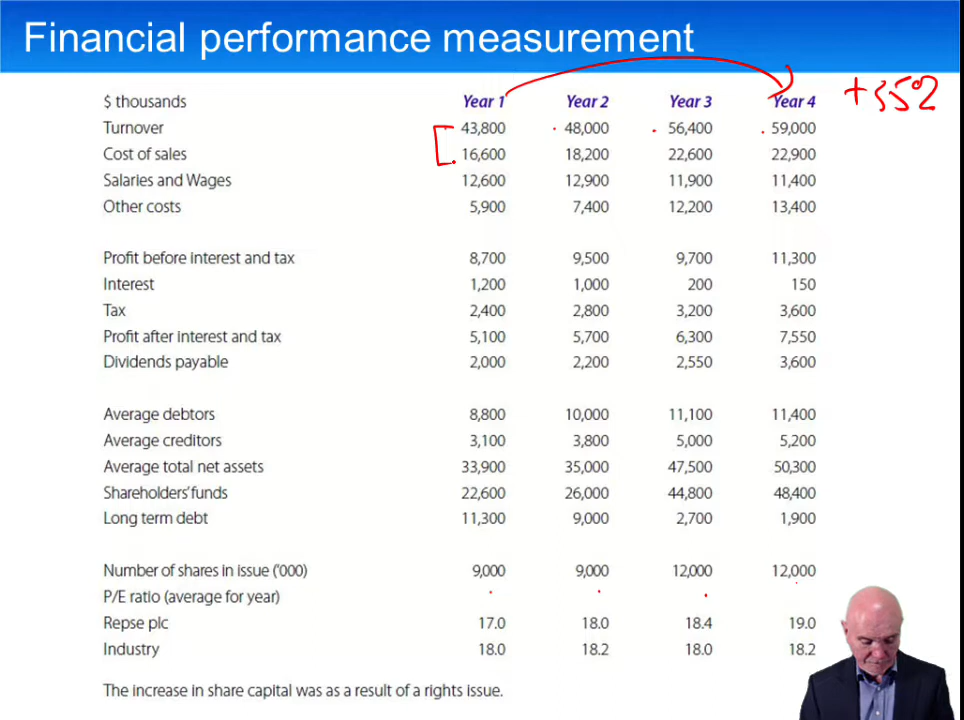 Financial performance measurement
$ thousands Year 1 Year 2 Year 3 Year 4 +35%
Turnover 43,800 48,000 56,400 59,000
Cost of sales 16,600 18,200 22,600 22,900
Salaries and Wages 12,600 12,900 11,900 11,400
Other costs 5,900 7,400 12,200 13,400
Profit before interest and tax 8,700 9,500 9,700 11,300
Interest 1,200 1,000 200 150
Tax 2,400 2,800 3,200 3,600
Profit after interest and tax 5,100 5,700 6,300 7,550
Dividends payable 2,000 2,200 2,550 3,600
Average debtors 8,800 10,000 11,100 11,400
Average creditors 3,100 3,800 5,000 5,200
Average total net assets 33,900 35,000 47,500 50,300
Shareholders' funds 22,600 26,000 44,800 48,400
Long term debt 11,300 9,000 2,700 1,900
Number of shares in issue ('000) 9,000 9,000 12,000 12,000
P/E ratio (average for year)
Repse plc 17.0 18.0 18.4 19.0
Industry 18.0 18.2 18.0 18.2
The increase in share capital was as a result of a rights issue.